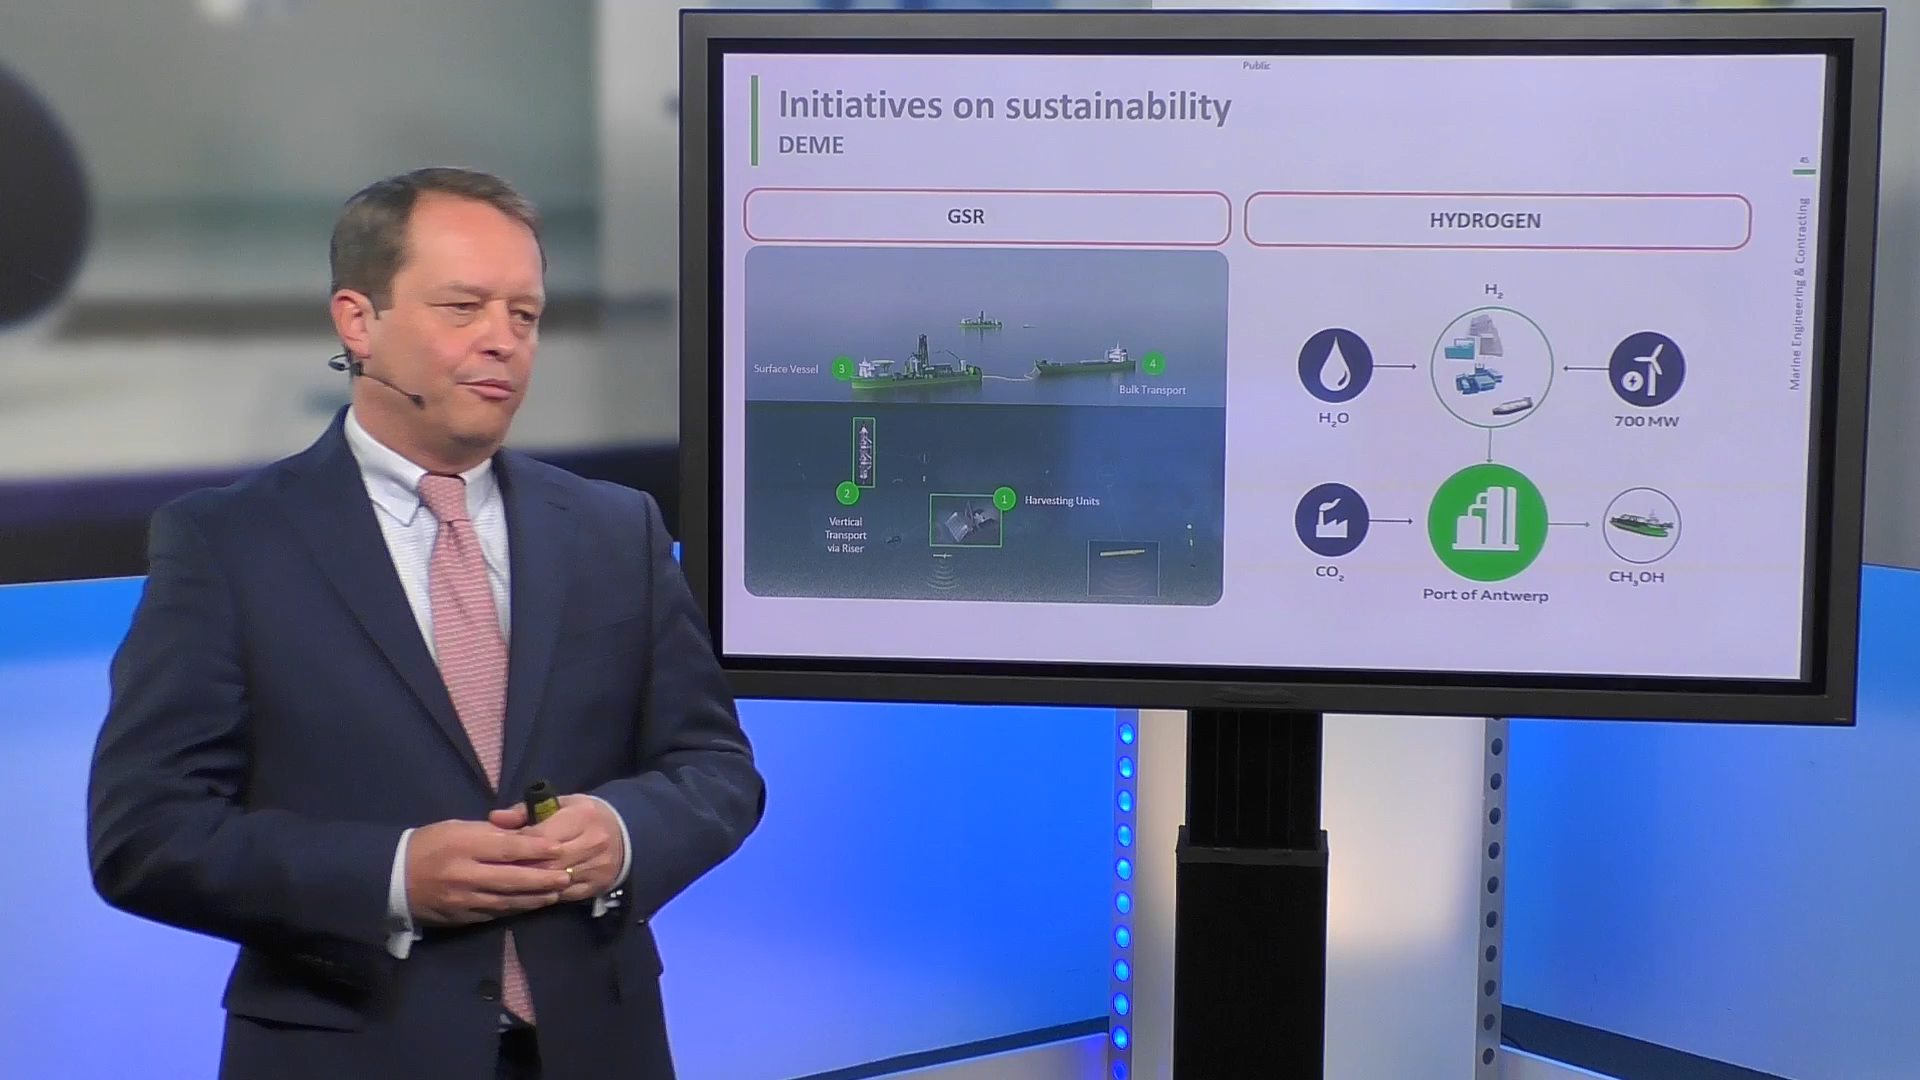 Public
Initiatives on sustainability
DEME
GSR
HYDROGEN
Surface Vessel
3
4
Bulk Transport
2
Vertical
Transport
via Riser
1
Harvesting Units
H₂
H₂O
700 MW
CO₂
Port of Antwerp
CH₃OH
Marine Engineering & Contracting